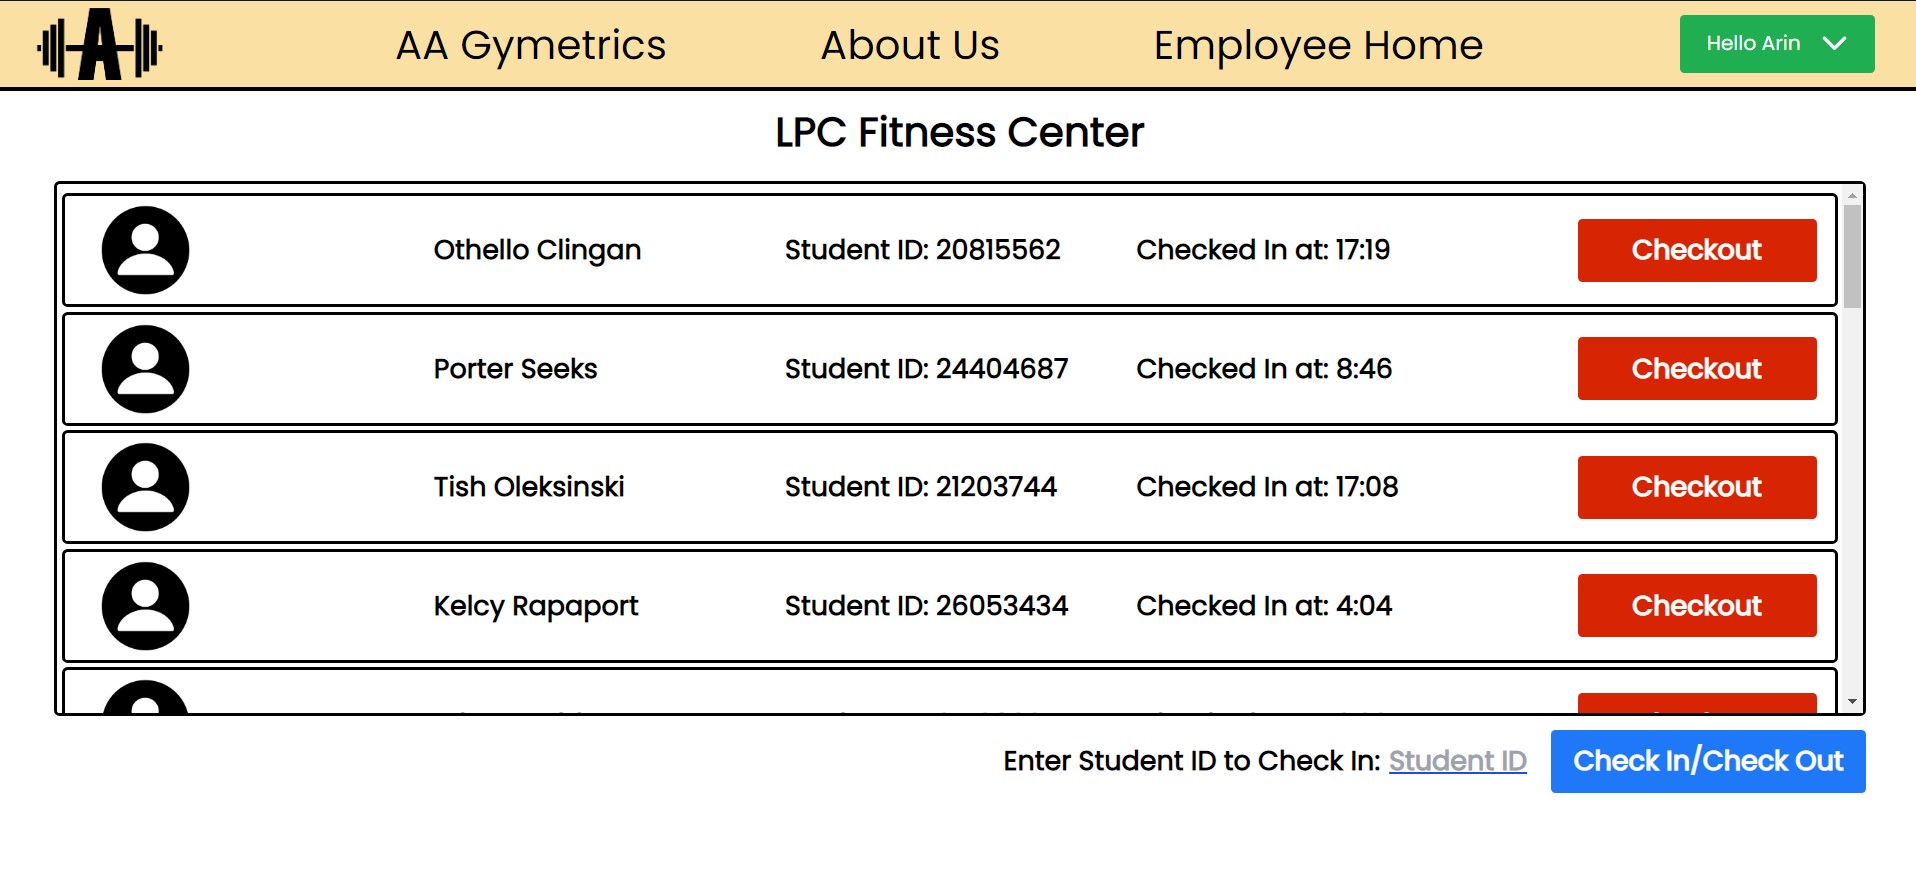 A
AA Gymetrics About Us Employee Home Hello Arin
LPC Fitness Center
Othello Clingan Student ID: 20815562 Checked In at: 17:19 Checkout
Porter Seeks Student ID: 24404687 Checked In at: 8:46 Checkout
Tish Oleksinski Student ID: 21203744 Checked In at: 17:08 Checkout
Kelcy Rapaport Student ID: 26053434 Checked In at: 4:04 Checkout
Enter Student ID to Check In: Student ID Check In/Check Out